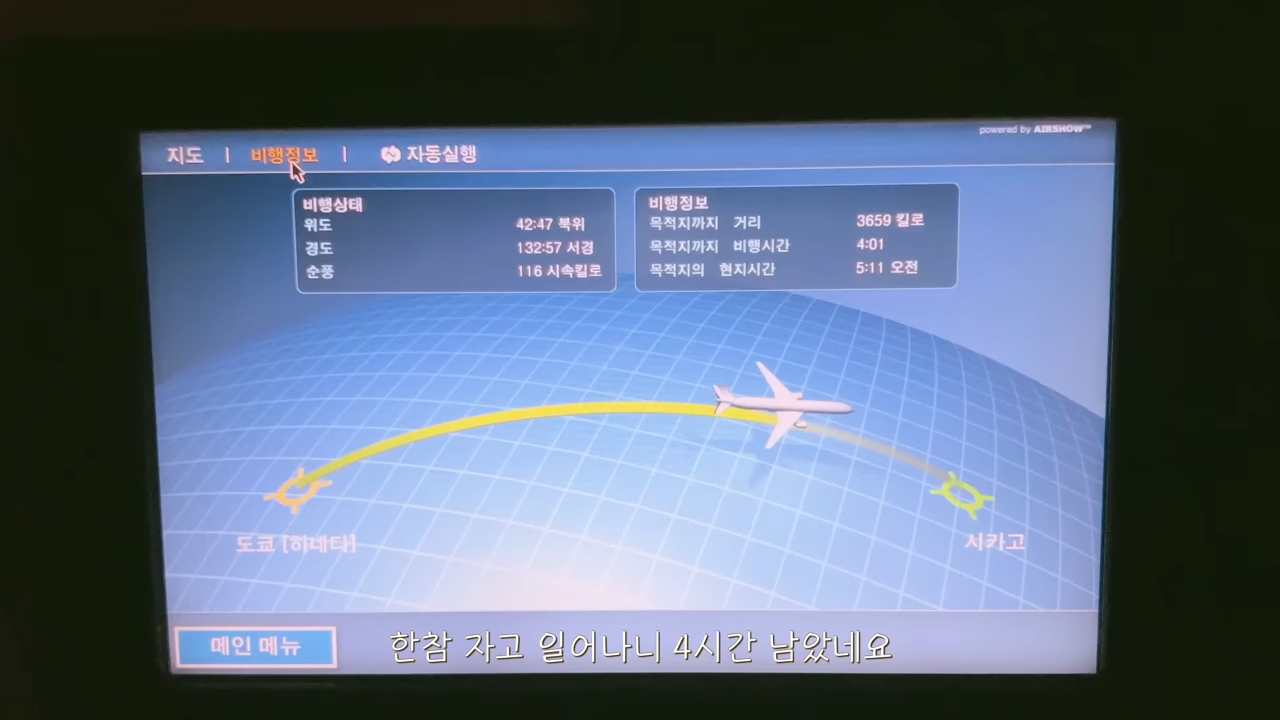 powered by AIRSHOW™
지도 | 비행정보 | 자동실행
비행상태
위도 42:47 북위
경도 132:57 서경
순풍 116 시속킬로
비행정보
목적지까지 거리 3659 킬로
목적지까지 비행시간 4:01
목적지의 현지시간 5:11 오전
도쿄 [하네다]
시카고
메인 메뉴
한참 자고 일어나니 4시간 남았네요